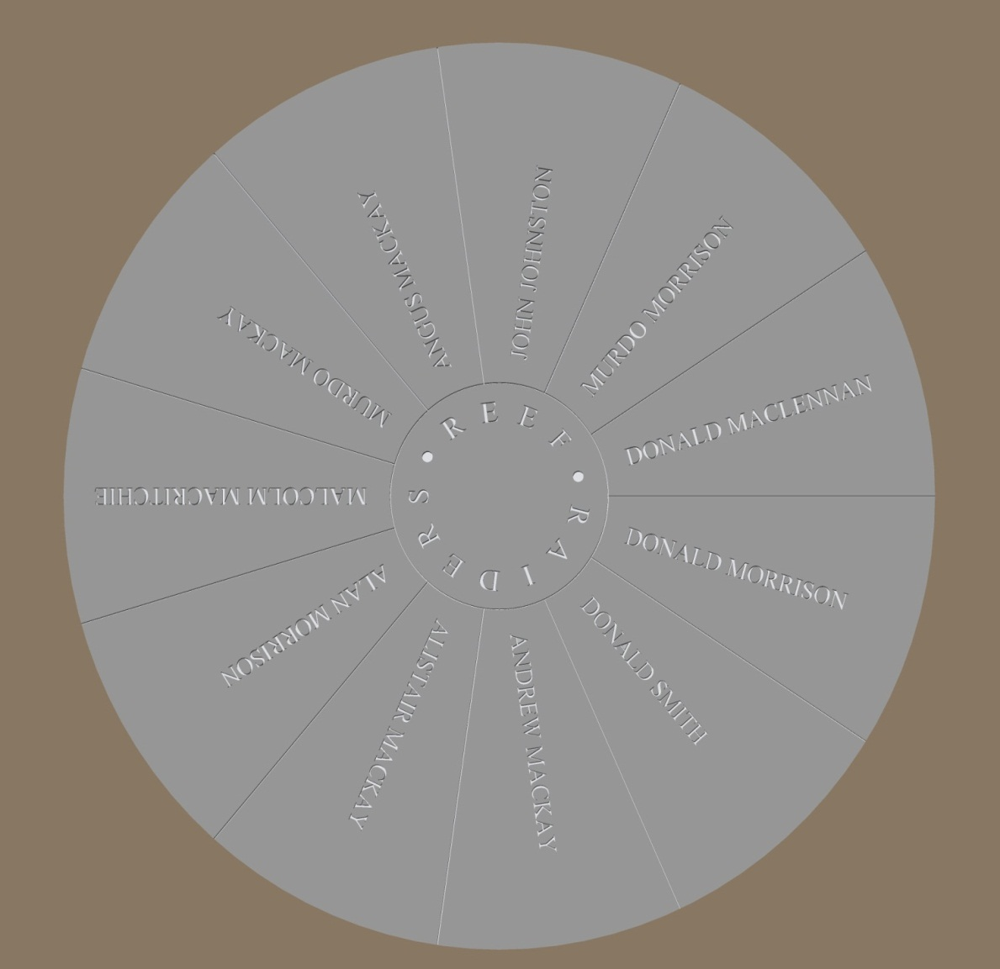 REEF • RAIDERS •
JOHN JOHNSTON
MURDO MORRISON
DONALD MACLENNAN
DONALD MORRISON
DONALD SMITH
ANDREW MACKAY
ALISTAIR MACKAY
ALAN MORRISON
MALCOLM MACRITCHIE
MURDO MACKAY
ANGUS MACKAY